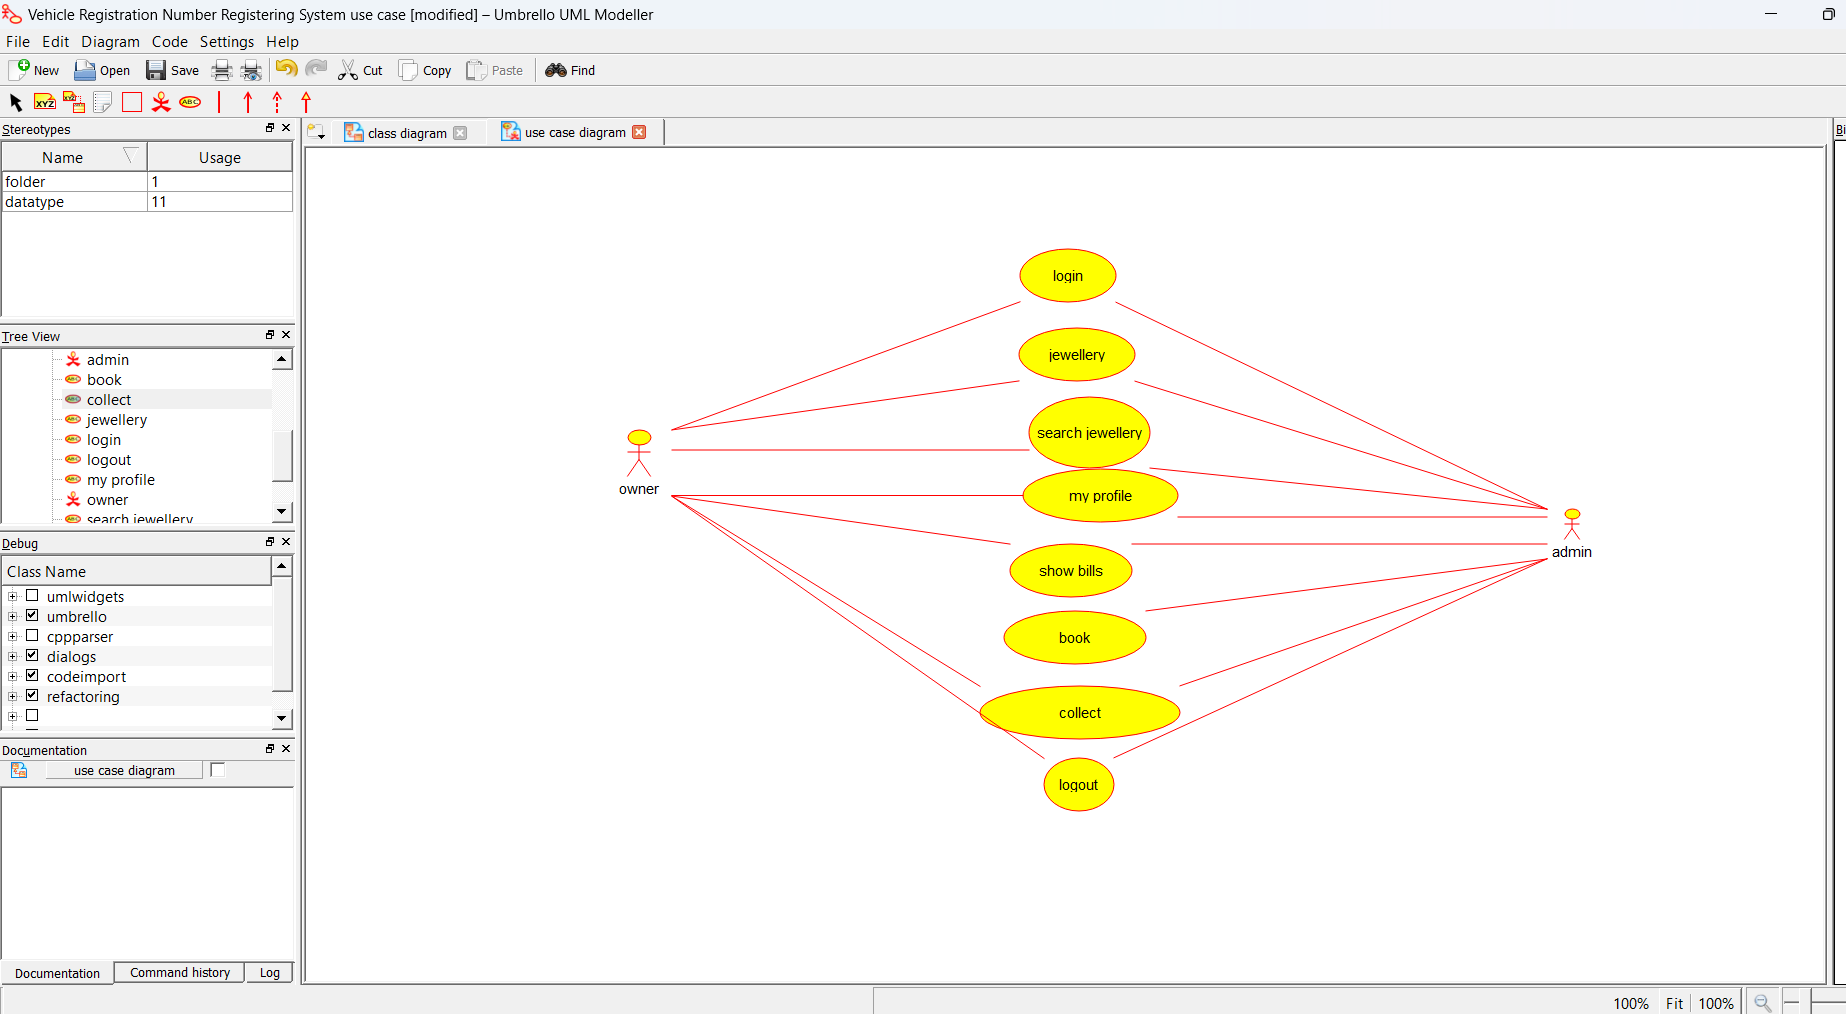 Vehicle Registration Number Registering System use case [modified] – Umbrello UML Modeller
File Edit Diagram Code Settings Help
New Open Save Cut Copy Paste Find
XYZ XYZ ABC
Stereotypes
Name Usage
folder 1
datatype 11
Tree View
admin
book
collect
jewellery
login
logout
my profile
owner
search jewellery
Debug
Class Name
umlwidgets
umbrello
cppparser
dialogs
codeimport
refactoring
Documentation
use case diagram
Documentation Command history Log
class diagram use case diagram
login
jewellery
search jewellery
owner
my profile
admin
show bills
book
collect
logout
Bi
100% Fit 100%